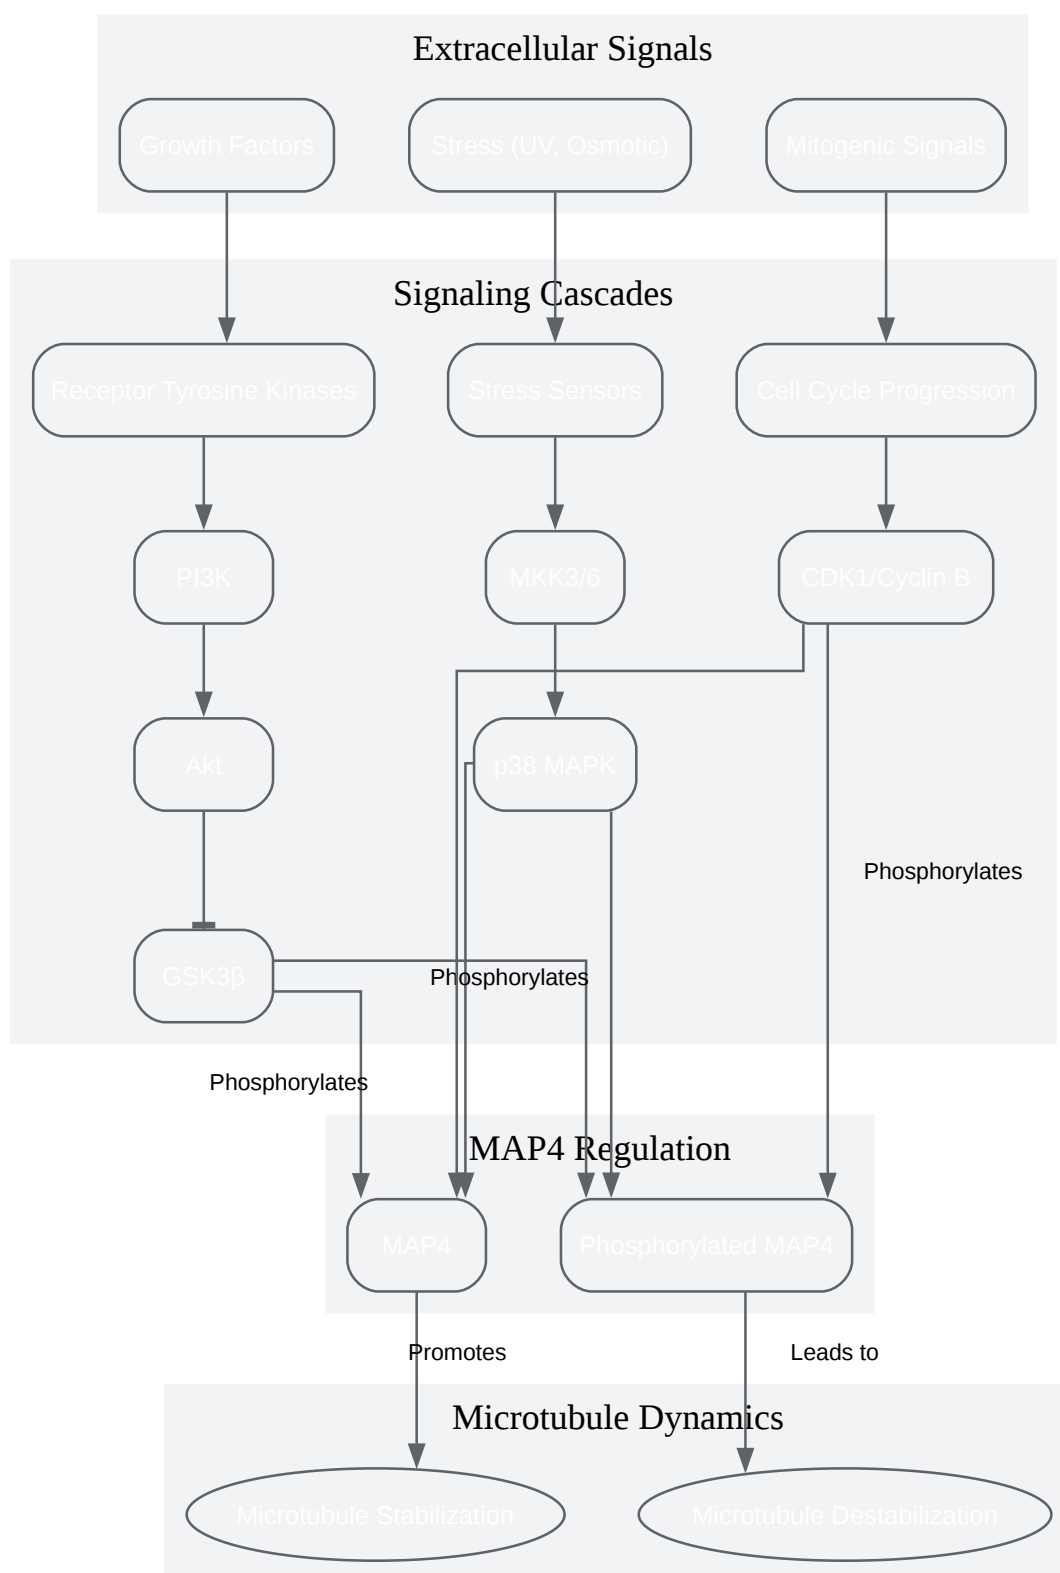 Extracellular Signals
Growth Factors
Stress (UV, Osmotic)
Mitogenic Signals
Signaling Cascades
Receptor Tyrosine Kinases
Stress Sensors
Cell Cycle Progression
PI3K
MKK3/6
CDK1/Cyclin B
Akt
p38 MAPK
Phosphorylates
GSK3β
Phosphorylates
Phosphorylates
MAP4 Regulation
MAP4
Phosphorylated MAP4
Promotes
Leads to
Microtubule Dynamics
Microtubule Stabilization
Microtubule Destabilization